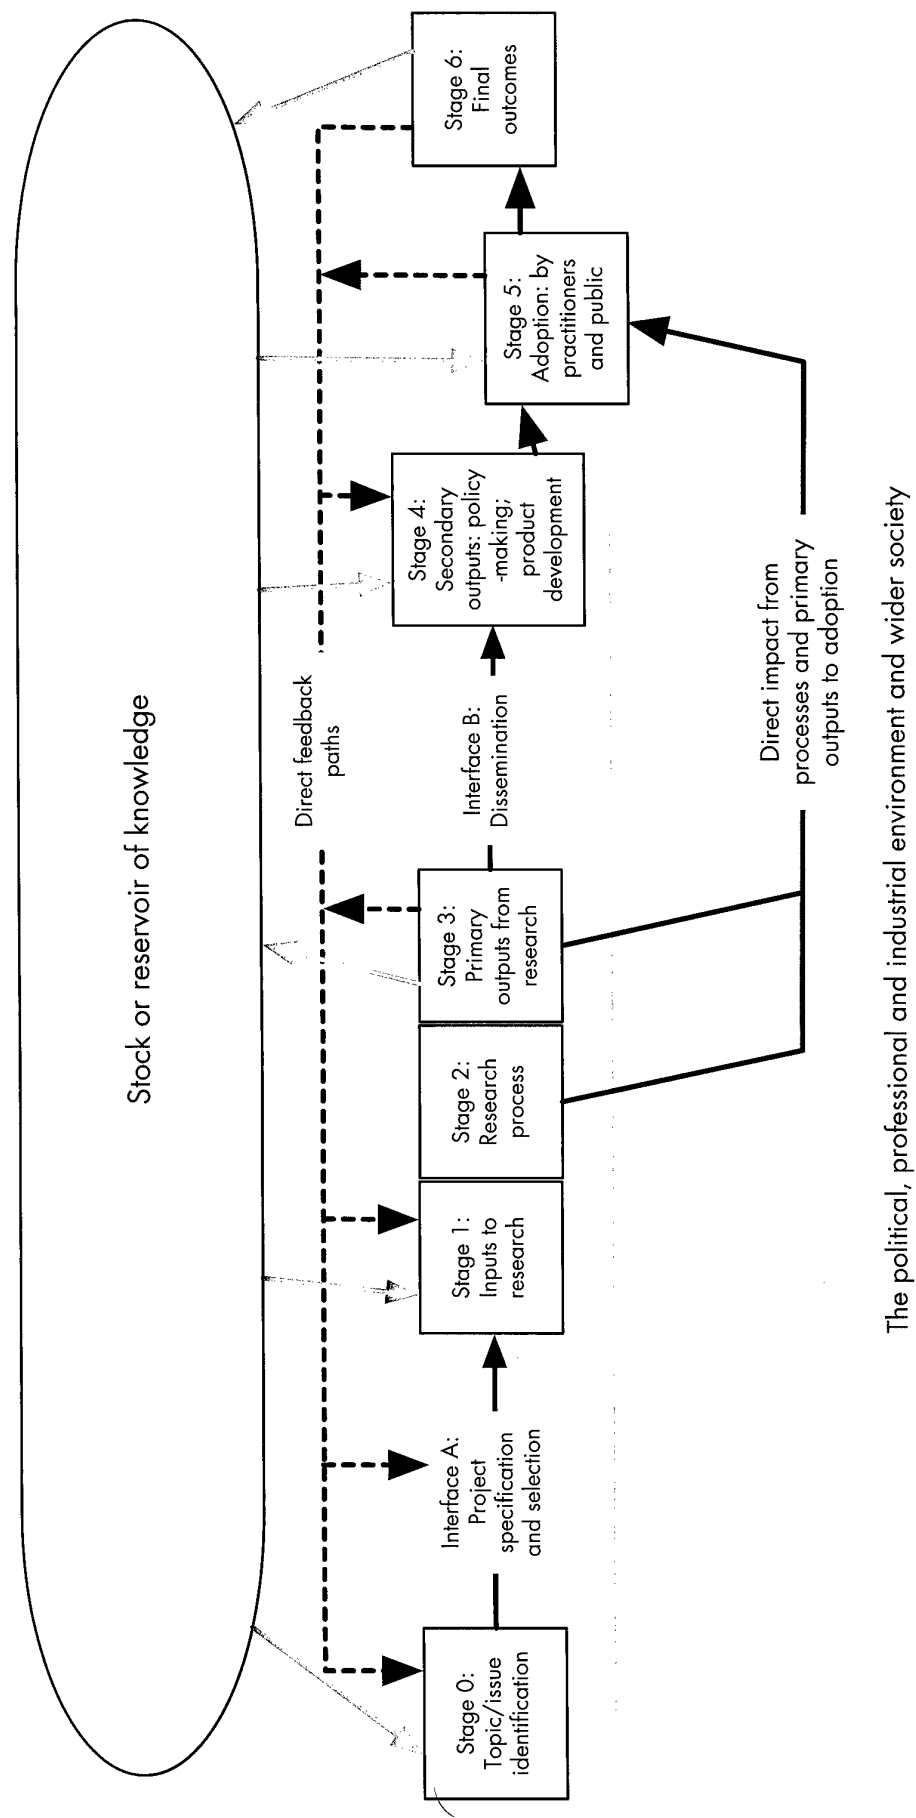 Stock or reservoir of knowledge
Direct feedback
paths
Stage 0:
Topic/issue
identification
Interface A:
Project
specification
and selection
Stage 1:
Inputs to
research
Stage 2:
Research
process
Stage 3:
Primary
outputs from
research
Interface B:
Dissemination
Stage 4:
Secondary
outputs: policy
-making;
product
development
Stage 5:
Adoption: by
practitioners
and public
Stage 6:
Final
outcomes
Direct impact from
processes and primary
outputs to adoption
The political, professional and industrial environment and wider society